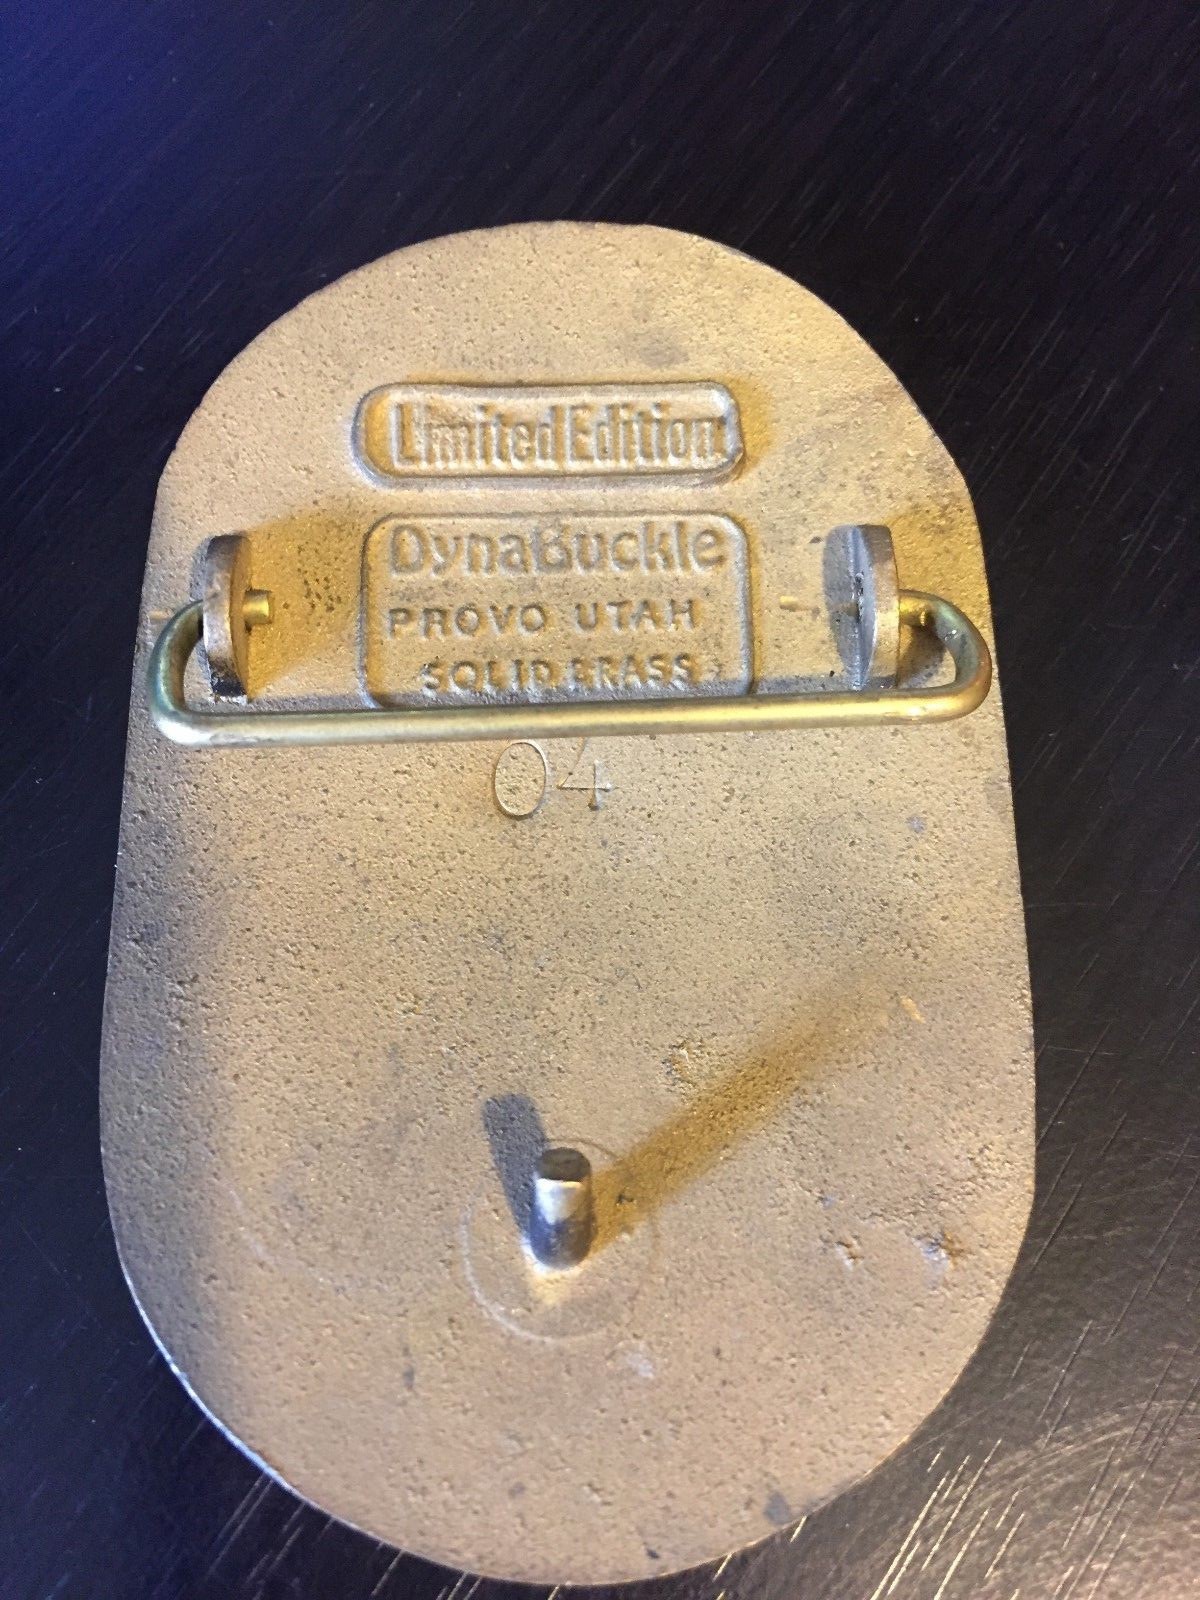 Limited Edition
DynaBuckle
PROVO UTAH
SOLID BRASS
04